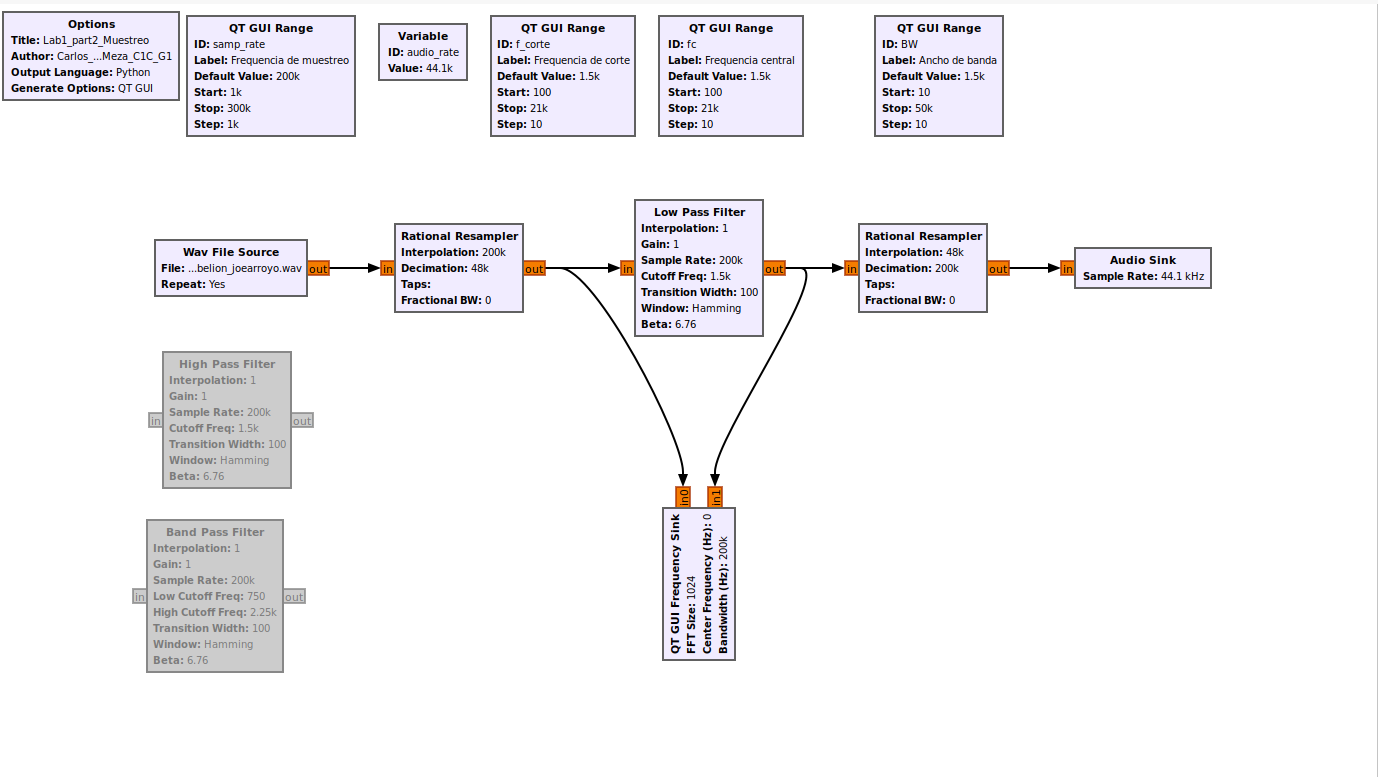 Options
Title: Lab1_part2_Muestreo
Author: Carlos_...Meza_C1C_G1
Output Language: Python
Generate Options: QT GUI
QT GUI Range
ID: samp_rate
Label: Frequencia de muestreo
Default Value: 200k
Start: 1k
Stop: 300k
Step: 1k
Variable
ID: audio_rate
Value: 44.1k
QT GUI Range
ID: f_corte
Label: Frequencia de corte
Default Value: 1.5k
Start: 100
Stop: 21k
Step: 10
QT GUI Range
ID: fc
Label: Frequencia central
Default Value: 1.5k
Start: 100
Stop: 21k
Step: 10
QT GUI Range
ID: BW
Label: Ancho de banda
Default Value: 1.5k
Start: 10
Stop: 50k
Step: 10
Wav File Source
File: ...belion_joearroyo.wav
Repeat: Yes
out
in
Rational Resampler
Interpolation: 200k
Decimation: 48k
Taps:
Fractional BW: 0
out
in
Low Pass Filter
Interpolation: 1
Gain: 1
Sample Rate: 200k
Cutoff Freq: 1.5k
Transition Width: 100
Window: Hamming
Beta: 6.76
out
in
Rational Resampler
Interpolation: 48k
Decimation: 200k
Taps:
Fractional BW: 0
out
in
Audio Sink
Sample Rate: 44.1 kHz
in
High Pass Filter
Interpolation: 1
Gain: 1
Sample Rate: 200k
Cutoff Freq: 1.5k
Transition Width: 100
Window: Hamming
Beta: 6.76
out
in
Band Pass Filter
Interpolation: 1
Gain: 1
Sample Rate: 200k
Low Cutoff Freq: 750
High Cutoff Freq: 2.25k
Transition Width: 100
Window: Hamming
Beta: 6.76
out
in0
in1
QT GUI Frequency Sink
FFT Size: 1024
Center Frequency (Hz): 0
Bandwidth (Hz): 200k